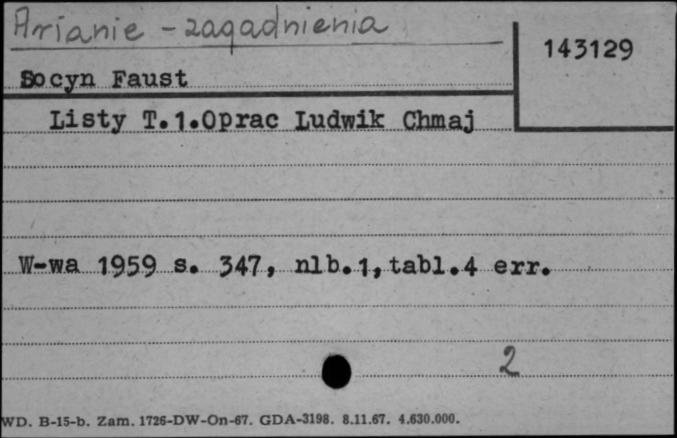 Arianie - zagadnienia
143129
Socyn Faust
Listy T.1.Oprac Ludwik Chmaj
W-wa 1959 s. 347, nlb.1,tabl.4 err.
2
WD. B-15-b. Zam. 1726-DW-On-67. GDA-3198. 8.11.67. 4.630.000.